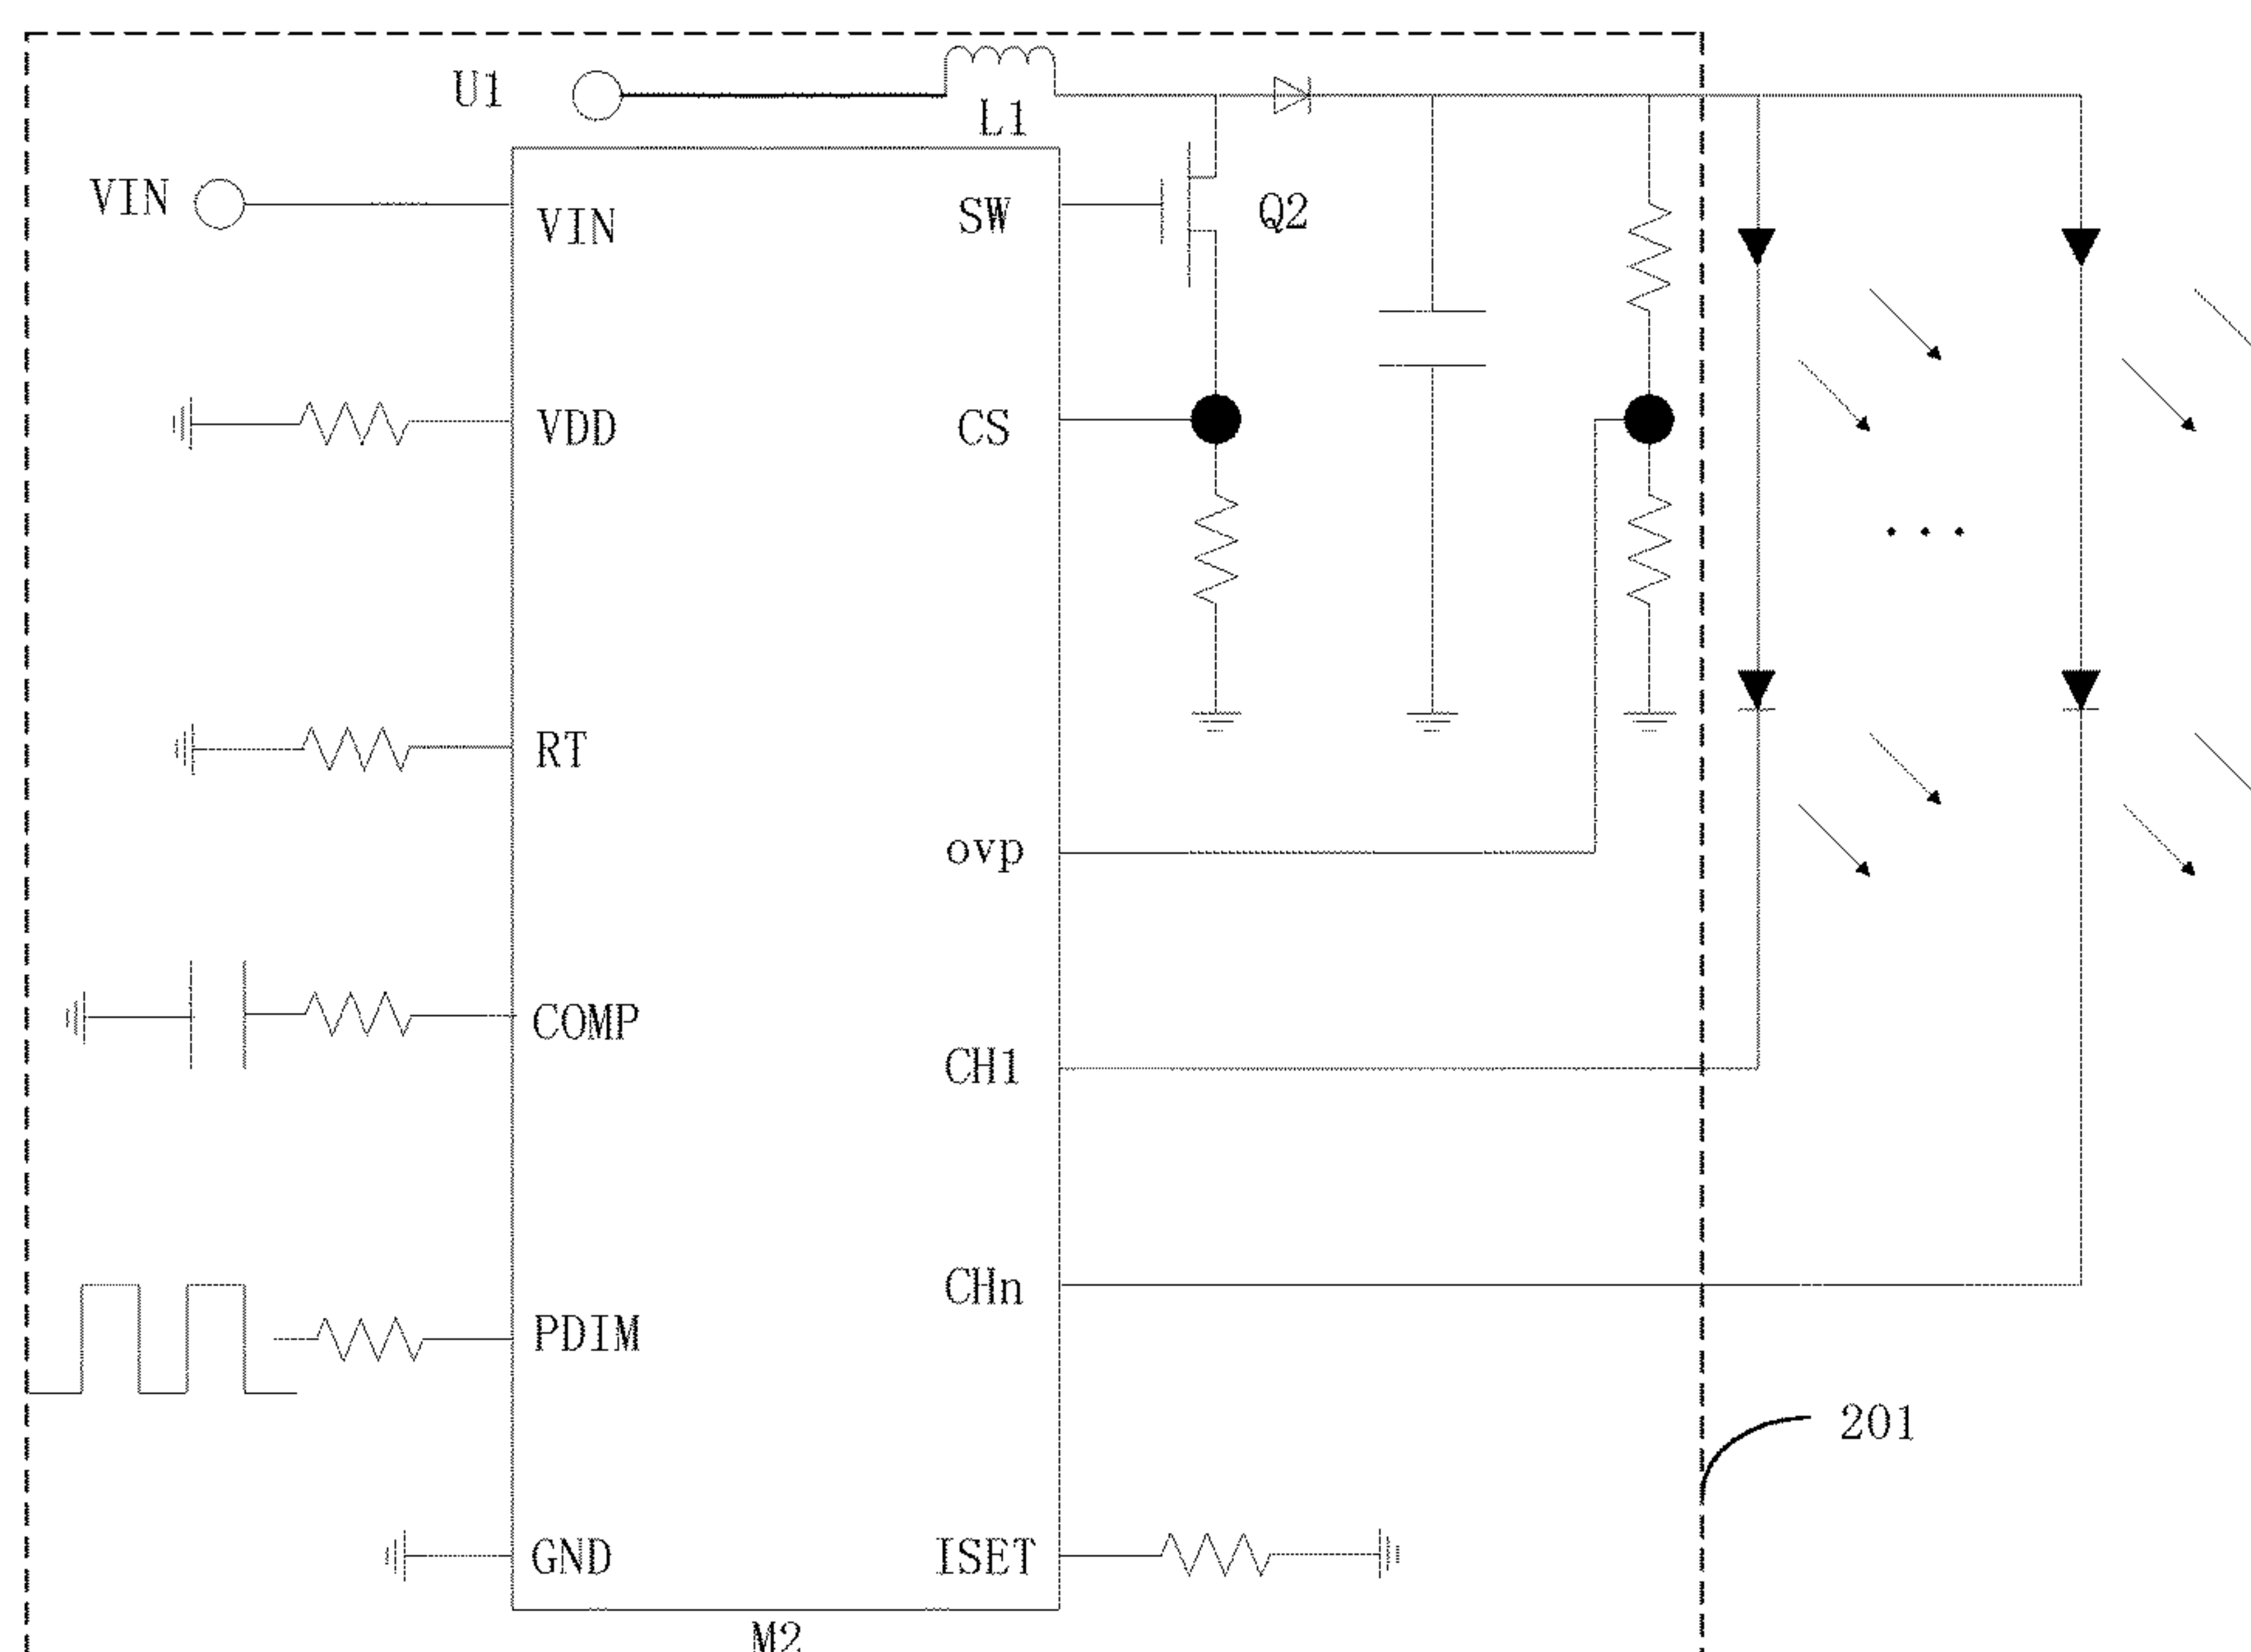 U1
L1
VIN
VIN
SW
Q2
VDD
CS
RT
ovp
COMP
CH1
CHn
PDIM
201
GND
ISET
M2